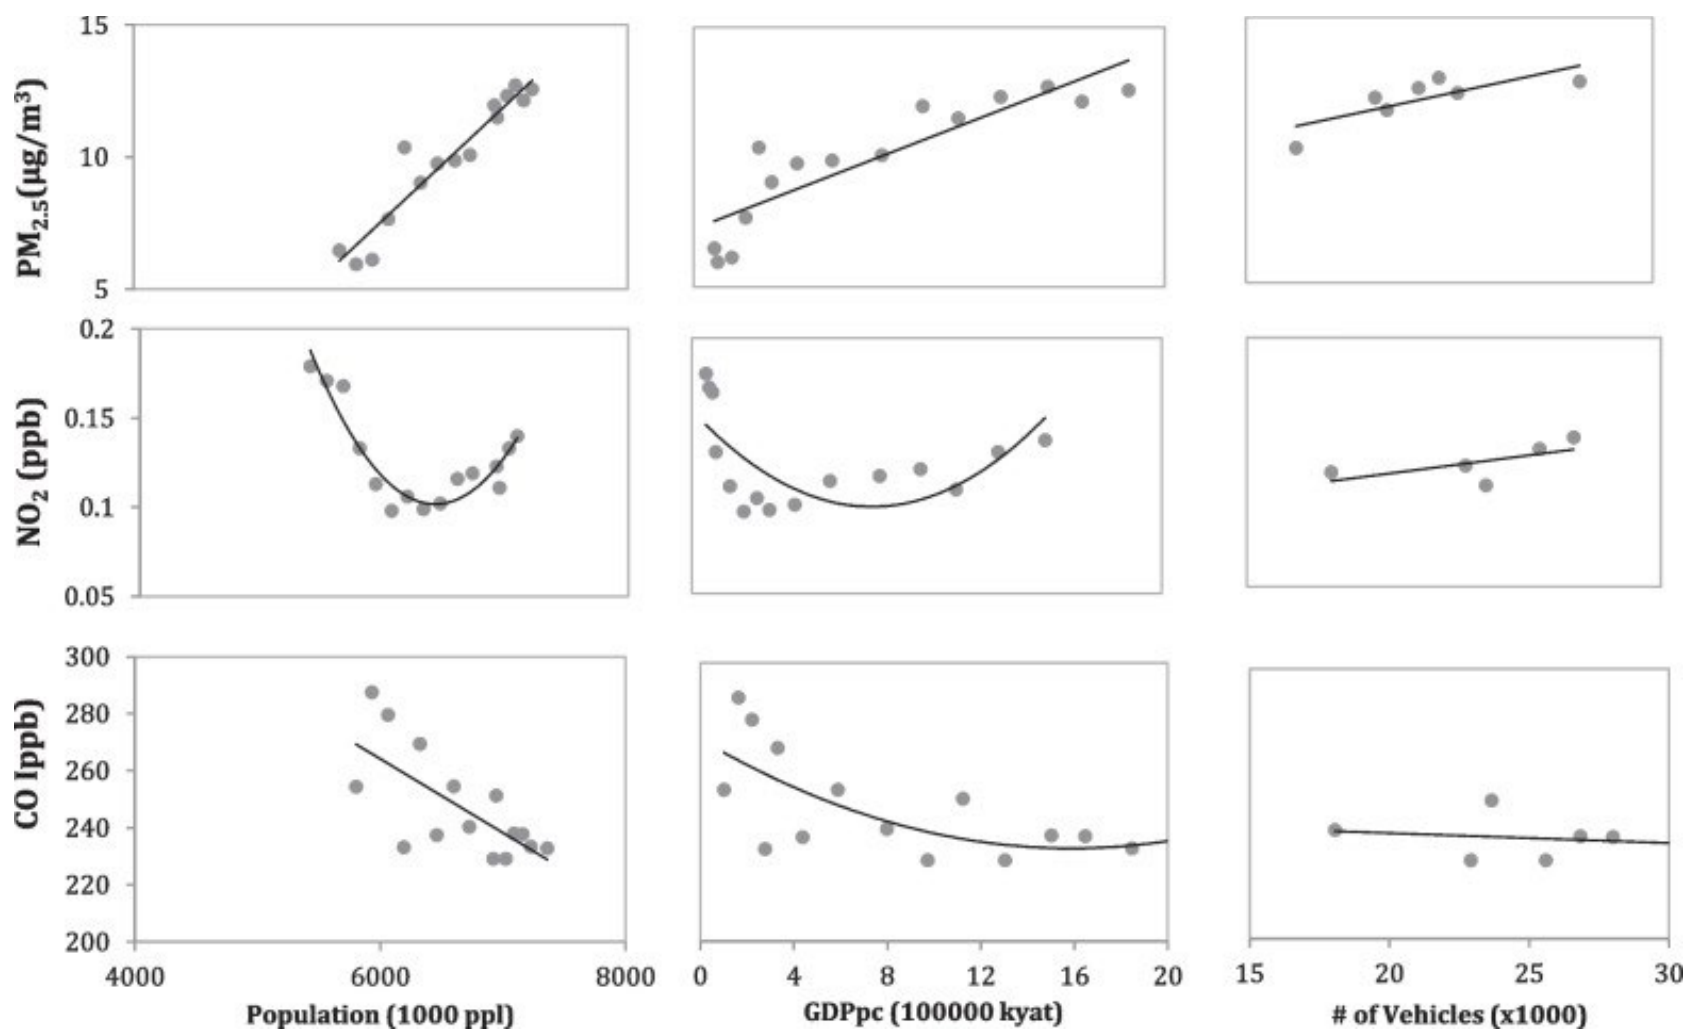 15
PM2.5(µg/m³)
10
5
0.2
0.15
NO2 (ppb)
0.1
0.05
300
280
CO Ippb)
260
240
220
200
4000 6000 8000 0 4 8 12 16 20 15 20 25 30
Population (1000 ppl) GDPpc (100000 kyat) # of Vehicles (x1000)